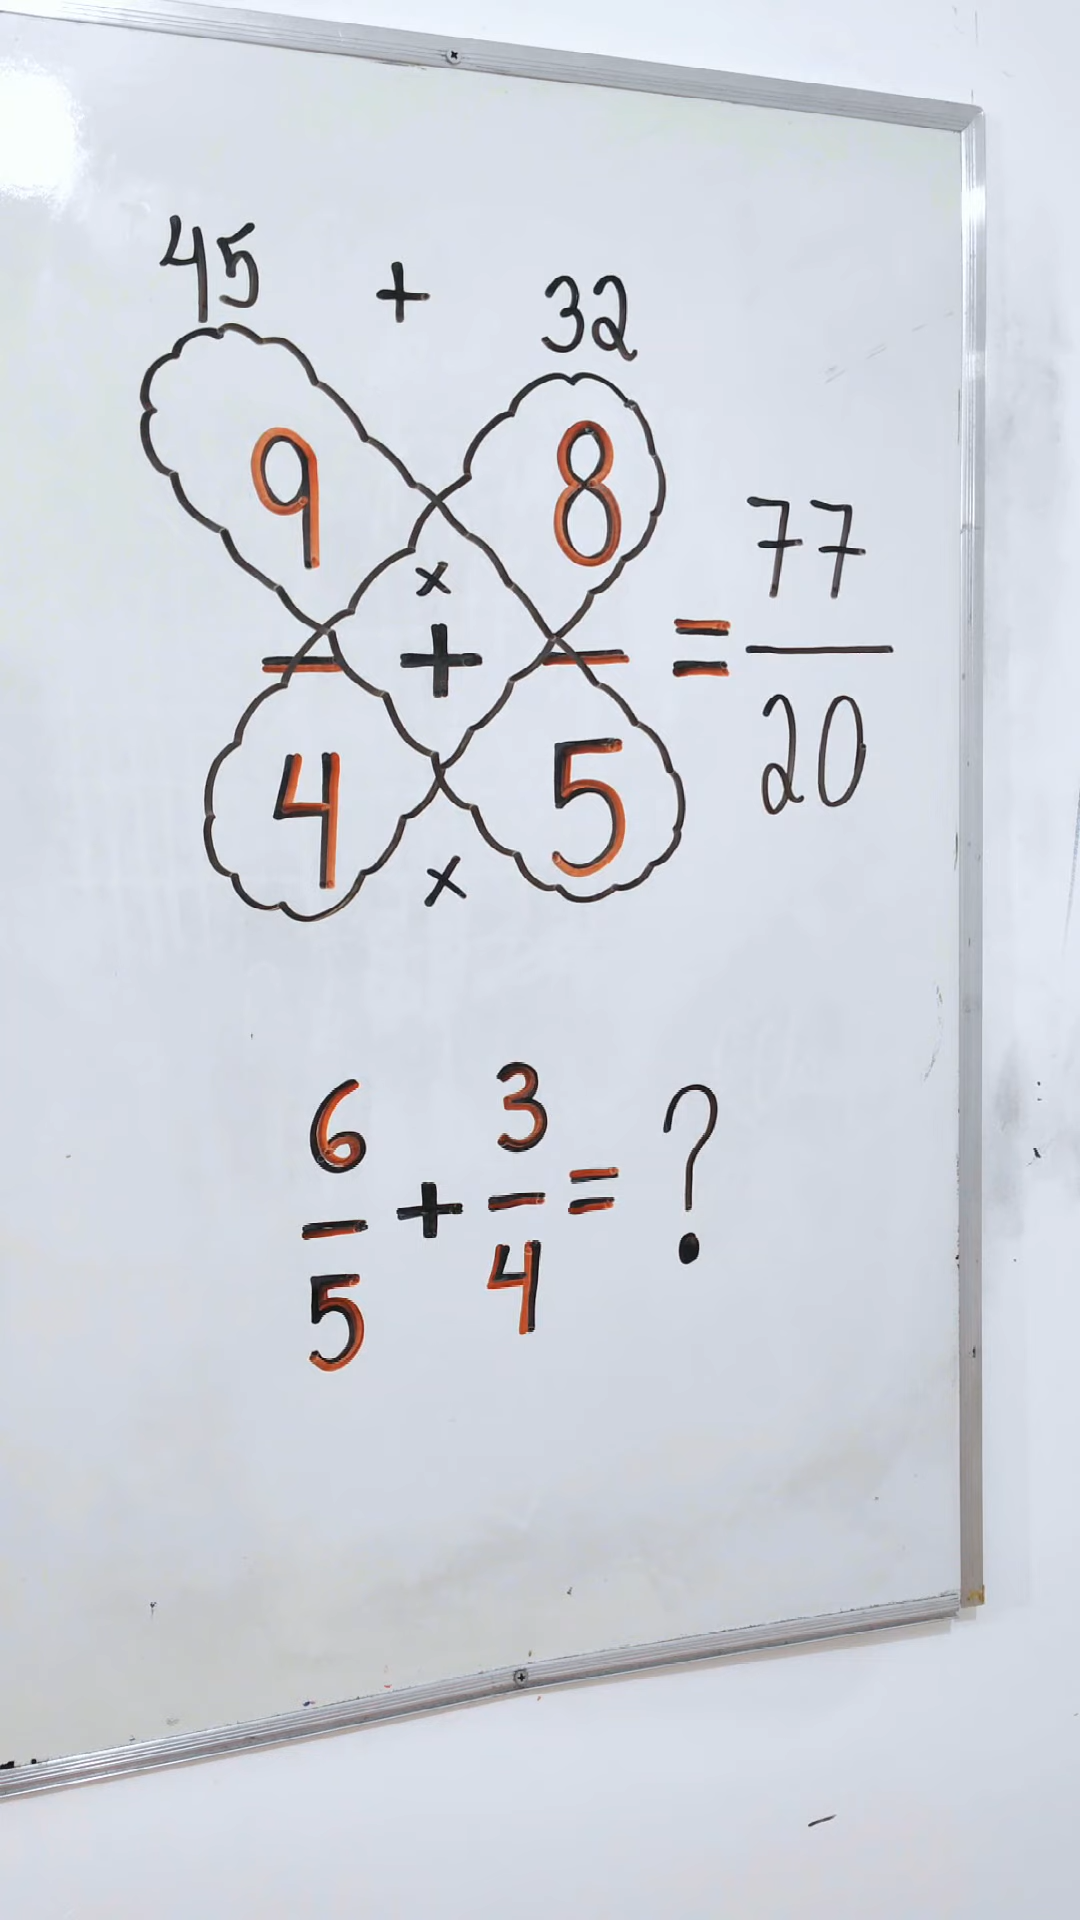 45 + 32
9 × 8
— + — = 77/20
4 × 5
6/5 + 3/4 = ?